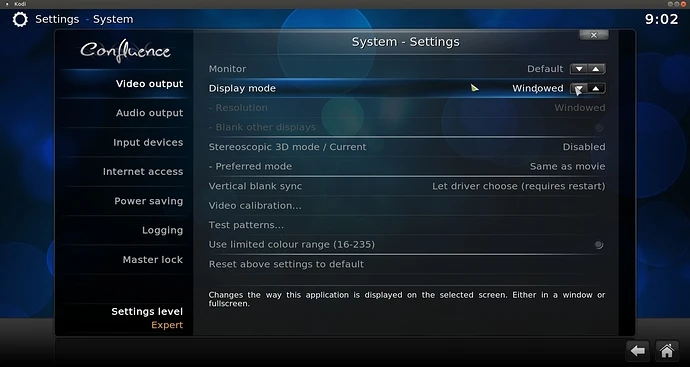 Kodi
Settings - System
9:02
Confluence
System - Settings
Video output
Audio output
Input devices
Internet access
Power saving
Logging
Master lock
Settings level
Expert
Monitor Default
Display mode Windowed
- Resolution Windowed
- Blank other displays
Stereoscopic 3D mode / Current Disabled
- Preferred mode Same as movie
Vertical blank sync Let driver choose (requires restart)
Video calibration...
Test patterns...
Use limited colour range (16-235)
Reset above settings to default
Changes the way this application is displayed on the selected screen. Either in a window or
fullscreen.